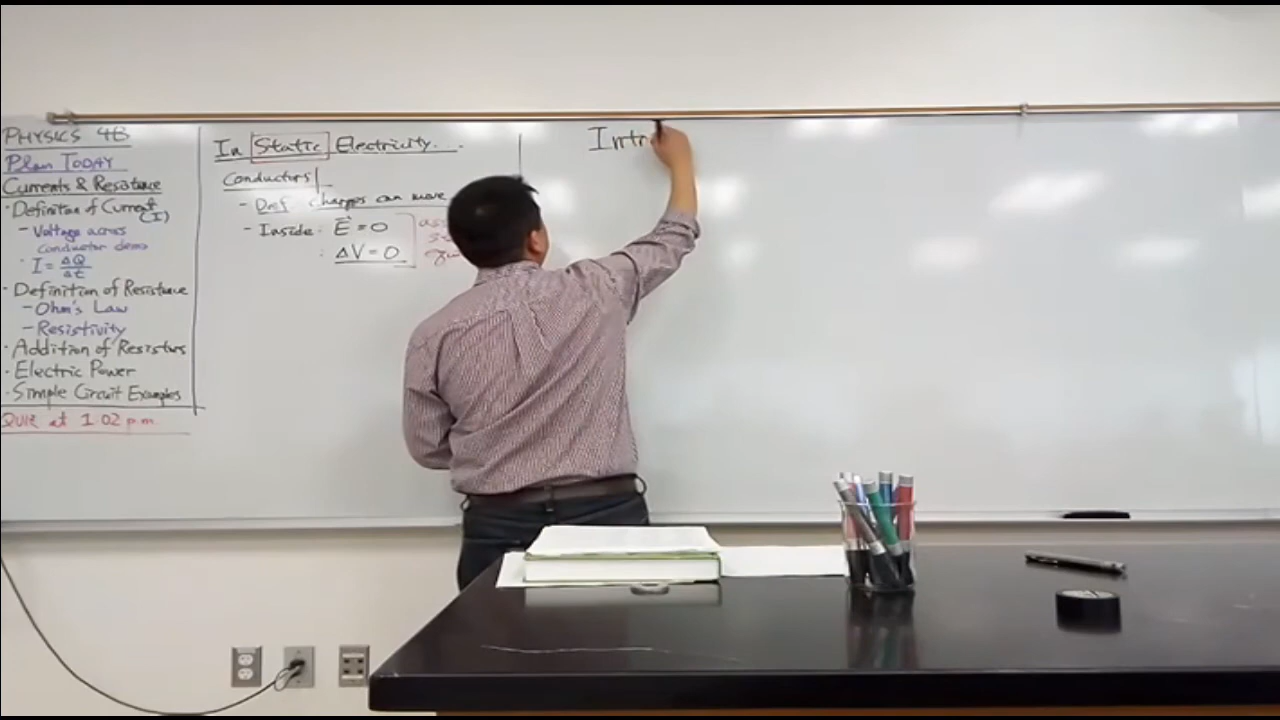 PHYSICS 4B
Plan TODAY
Currents & Resistance
· Definition of Current
(I)
- Voltage across
conductor demo
· I = ΔQ/Δt
· Definition of Resistance
- Ohm's Law
- Resistivity
· Addition of Resistors
· Electric Power
· Simple Circuit Examples
QUIZ at 1:02 p.m.
In Static Electricity...
Conductors
- Def charges can move
- Inside: E⃗ = 0
: ΔV = 0
Intr